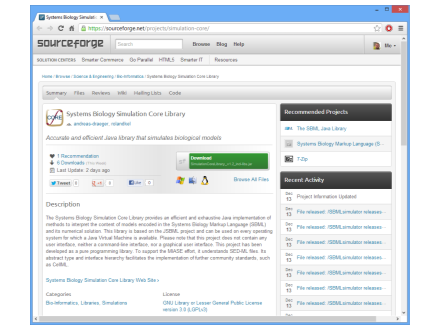 Systems Biology Simulati
https://sourceforge.net/projects/simulation-core/
sourceforge
Search
Browse Blog Help
Me
SOLUTION CENTERS Smarter Commerce Go Parallel HTML5 Smarter IT Resources
Home / Browse / Science & Engineering / Bio-Informatics / Systems Biology Simulation Core Library
Summary Files Reviews Wiki Mailing Lists Code
Systems Biology Simulation Core Library
andreas-draeger, rolandkel
Accurate and efficient Java library that simulates biological models
1 Recommendation
6 Downloads (This Week)
Last Update: 2 days ago
Download
Tweet 0
+1 0
Like 0
Browse All Files
Description
The Systems Biology Simulation Core Library provides an efficient and exhaustive Java implementation of
methods to interpret the content of models encoded in the Systems Biology Markup Language (SBML)
and its numerical solution. This library is based on the JSBML project and can be used on every operating
system for which a Java Virtual Machine is available. Please note that this project does not contain any
user interface, neither a command-line interface, nor a graphical user interface. This project has been
developed as a pure programming library. To support the MIASE effort, it understands SED-ML files. Its
abstract type and interface hierarchy facilitates the implementation of further community standards, such
as CellML.
Systems Biology Simulation Core Library Web Site ›
Categories
Bio-Informatics, Libraries, Simulations
License
GNU Library or Lesser General Public License
version 3.0 (LGPLv3)
Recommended Projects
The SBML Java Library
Systems Biology Markup Language (S...
7-Zip
Recent Activity
Dec 13 Project Information Updated
Dec 13 File released: /SBMLsimulator releases ...
Dec 13 File released: /SBMLsimulator releases ...
Dec 13 File released: /SBMLsimulator releases ...
Dec 13 File released: /SBMLsimulator releases ...
Dec 13 File released: /SBMLsimulator releases ...
Dec 13 File released: /SBMLsimulator releases ...